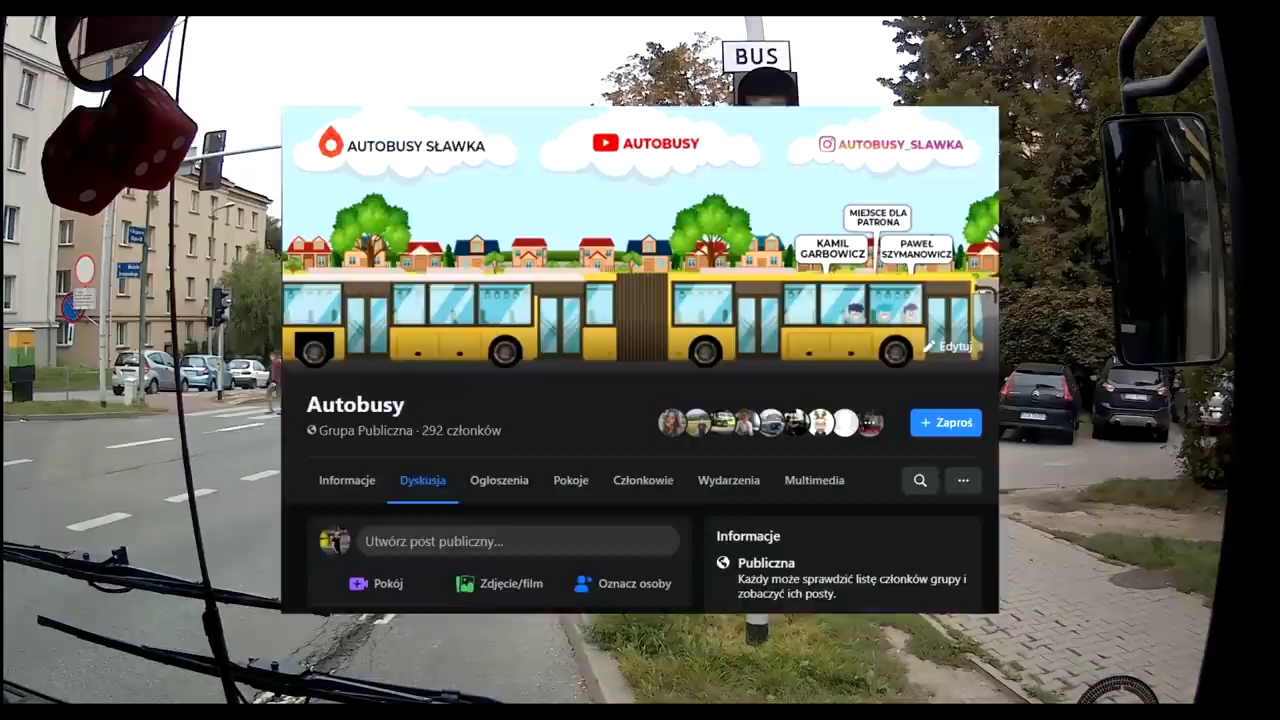 BUS
AUTOBUSY SŁAWKA
AUTOBUSY
AUTOBUSY_SLAWKA
MIEJSCE DLA
PATRONA
KAMIL
GARBOWICZ
PAWEŁ
SZYMANOWICZ
Edytuj
Autobusy
Grupa Publiczna · 292 członków
+ Zaproś
Informacje
Dyskusja
Ogłoszenia
Pokoje
Członkowie
Wydarzenia
Multimedia
Utwórz post publiczny...
Pokój
Zdjęcie/film
Oznacz osoby
Informacje
Publiczna
Każdy może sprawdzić listę członków grupy i
zobaczyć ich posty.